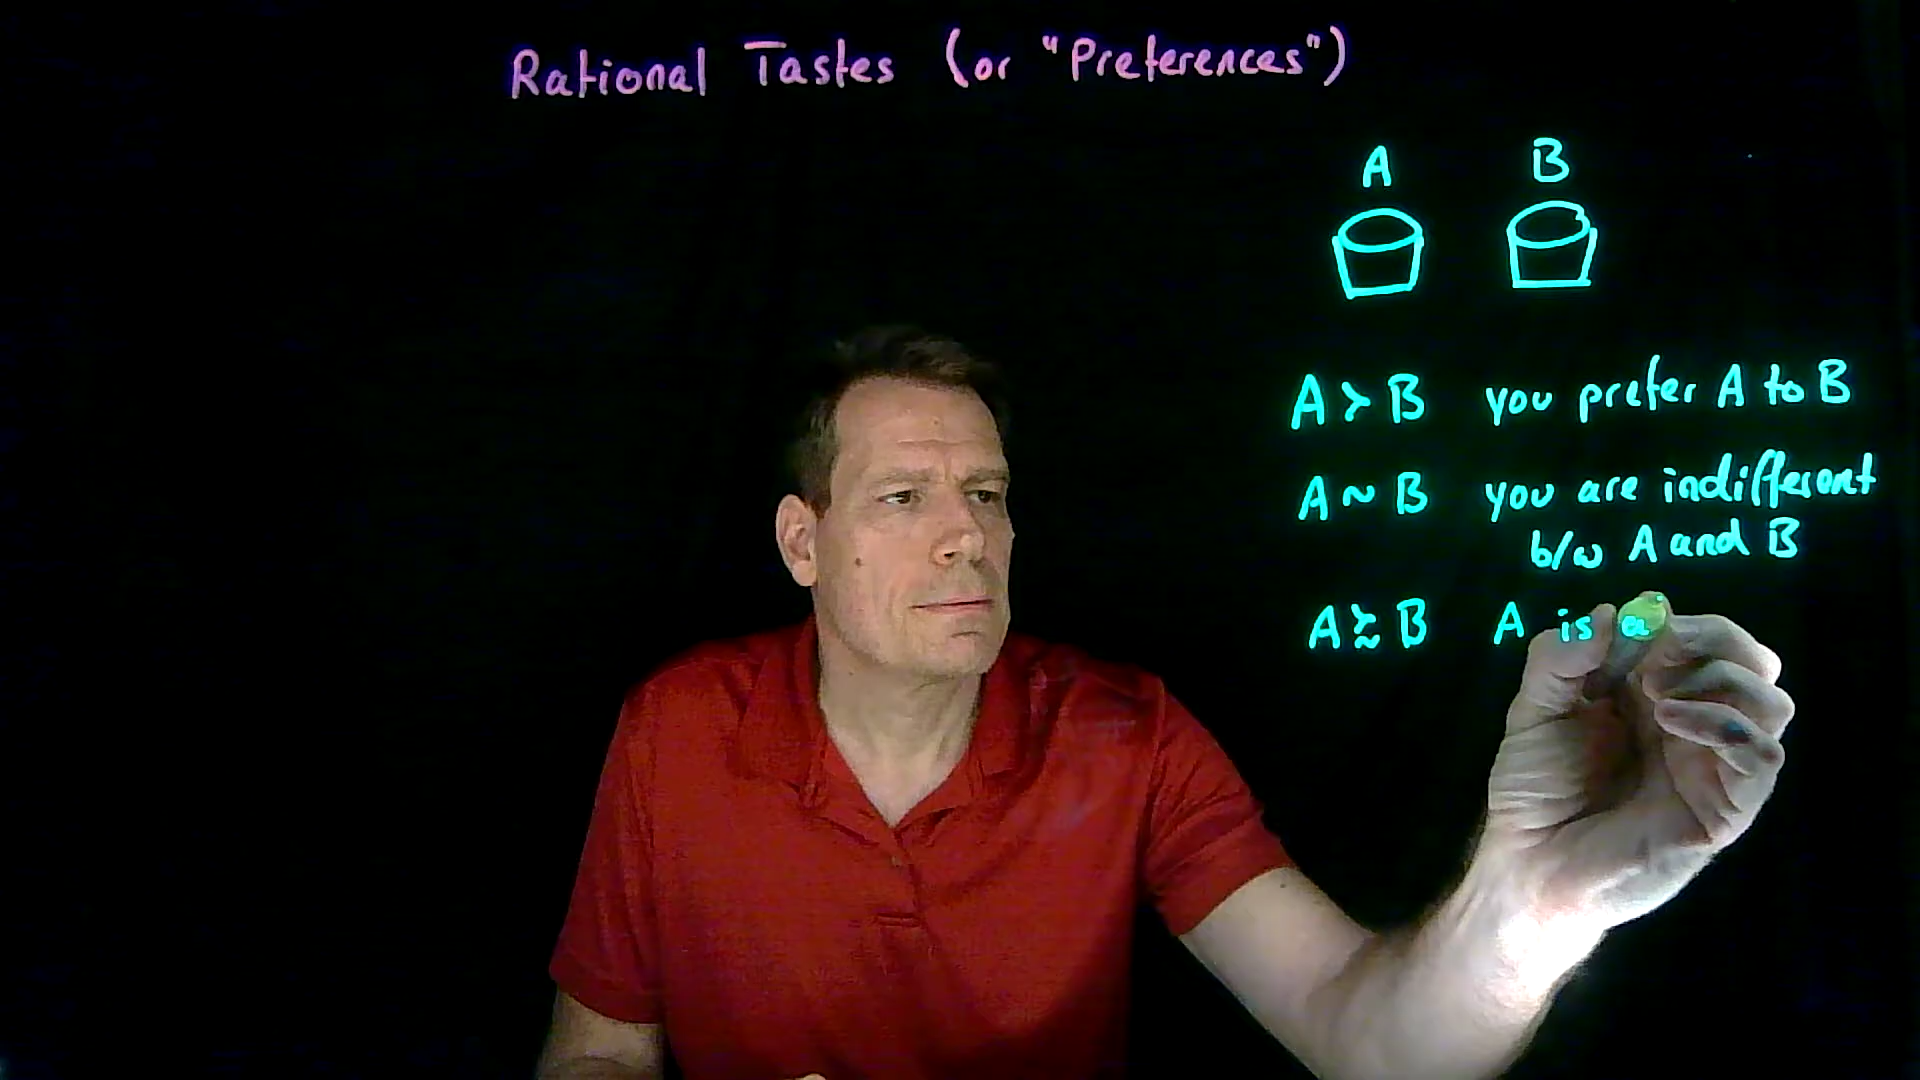 Rational Tastes (or "Preferences")
A B
A ≻ B you prefer A to B
A ~ B you are indifferent
b/w A and B
A ≿ B A is a